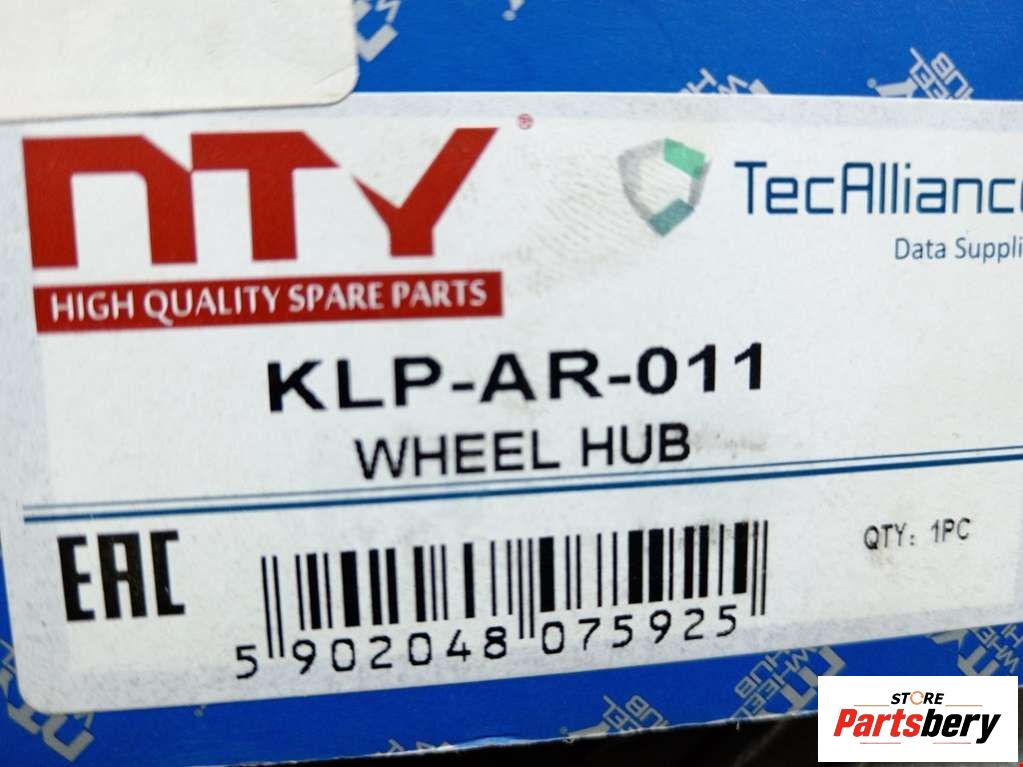 NTY®
HIGH QUALITY SPARE PARTS
TecAlliance
Data Suppli
KLP-AR-011
WHEEL HUB
EAC
QTY: 1PC
5 902048 075925
STORE
Partsbery